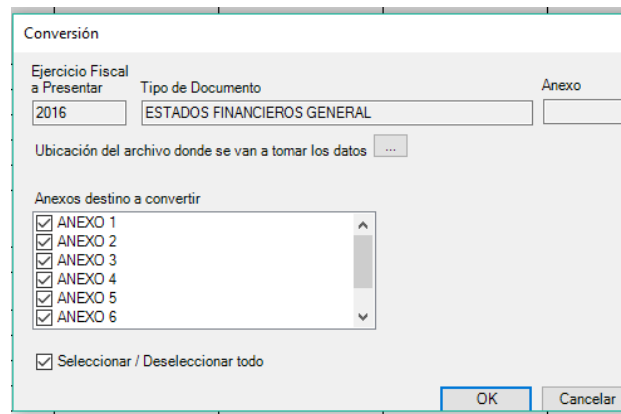 Conversión
Ejercicio Fiscal
a Presentar
Tipo de Documento
Anexo
2016
ESTADOS FINANCIEROS GENERAL
Ubicación del archivo donde se van a tomar los datos ...
Anexos destino a convertir
ANEXO 1
ANEXO 2
ANEXO 3
ANEXO 4
ANEXO 5
ANEXO 6
Seleccionar / Deseleccionar todo
OK
Cancelar